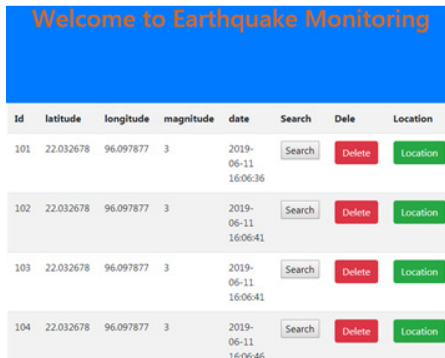 Welcome to Earthquake Monitoring
Id latitude longitude magnitude date Search Dele Location
101 22.032678 96.097877 3 2019- Search Delete Location
06-11
16:06:36
102 22.032678 96.097877 3 2019- Search Delete Location
06-11
16:06:41
103 22.032678 96.097877 3 2019- Search Delete Location
06-11
16:06:41
104 22.032678 96.097877 3 2019- Search Delete Location
06-11
16:06:46